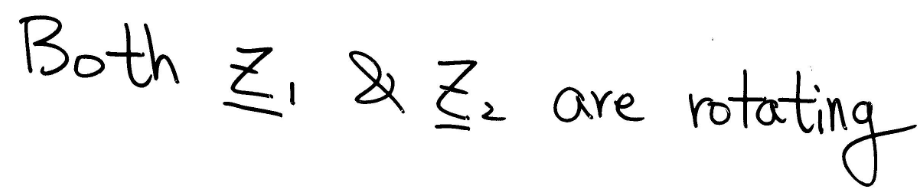 Both Z₁ & Z₂ are rotating